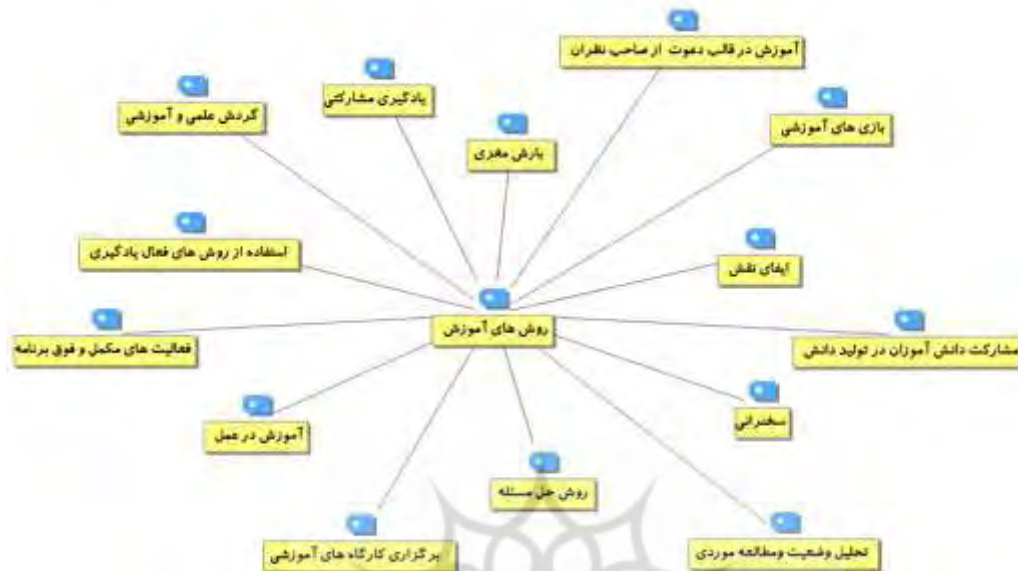 آموزش در قالب دعوت از صاحب نظران
یادگیری مشارکتی
گردش علمی و آموزشی
بازی های آموزشی
بارش مغزی
استفاده از روش های فعال یادگیری
ایفای نقش
روش های آموزش
فعالیت های مکمل و فوق برنامه
مشارکت دانش آموزان در تولید دانش
سخنرانی
آموزش در عمل
روش حل مسئله
برگزاری کارگاه های آموزشی
تحلیل وضعیت ومطالعه موردی